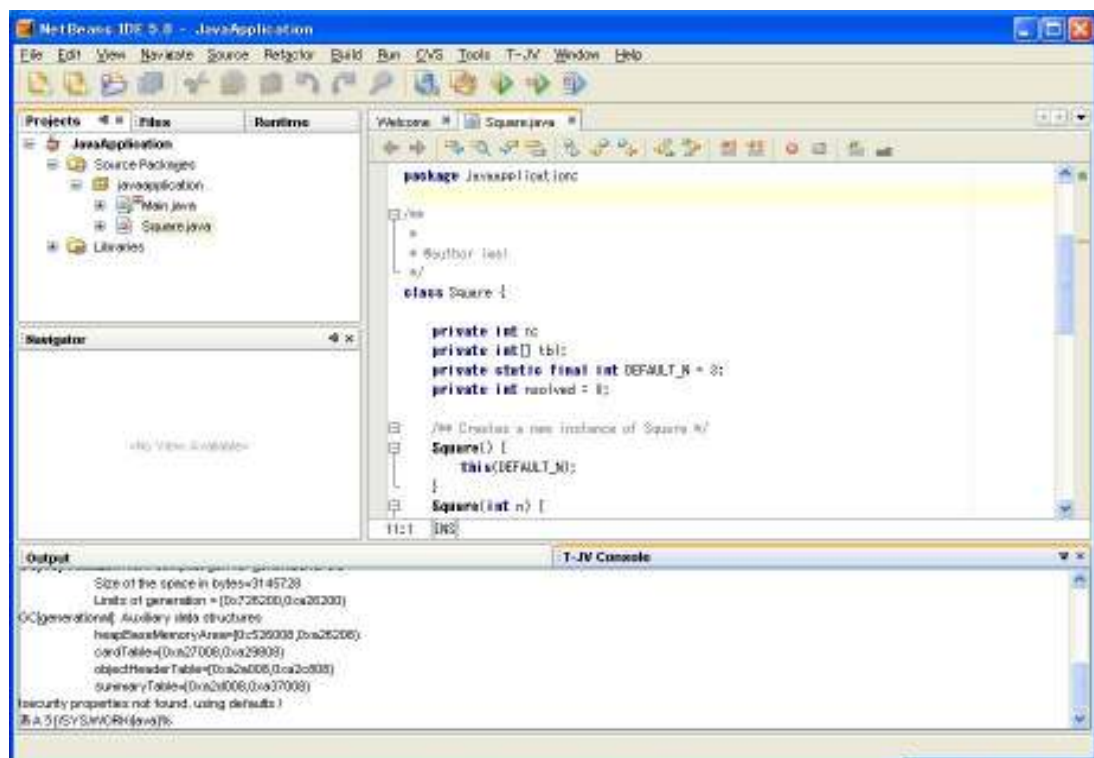 NetBeans IDE 5.0 - JavaApplication
File Edit View Navigate Source Refactor Build Run CVS Tools T-JV Window Help
Projects Files Runtime
JavaApplication
Source Packages
javaapplication
Main.java
Square.java
Libraries
Navigator
<No View Available>
Welcome Square.java
package javaapplication;
/**
*
* @author
*/
class Square {
private int n;
private int[] tbl;
private static final int DEFAULT_N = 3;
private int nsolved = 0;
/** Creates a new instance of Square */
Square() {
this(DEFAULT_N);
}
Square(int n) {
11:1 INS
Output T-JV Console
Size of the space in bytes=3145728
Limits of generation = (0x726200,0xa26200)
GC[generational]: Auxiliary data structures
heapBaseMemoryArea=
cardTable=(0xa27008,0xa29808)
objectHeaderTable=(0xa2a008,0xa2c808)
summaryTable=(0xa2d008,0xa37008)
security properties not found. using defaults !